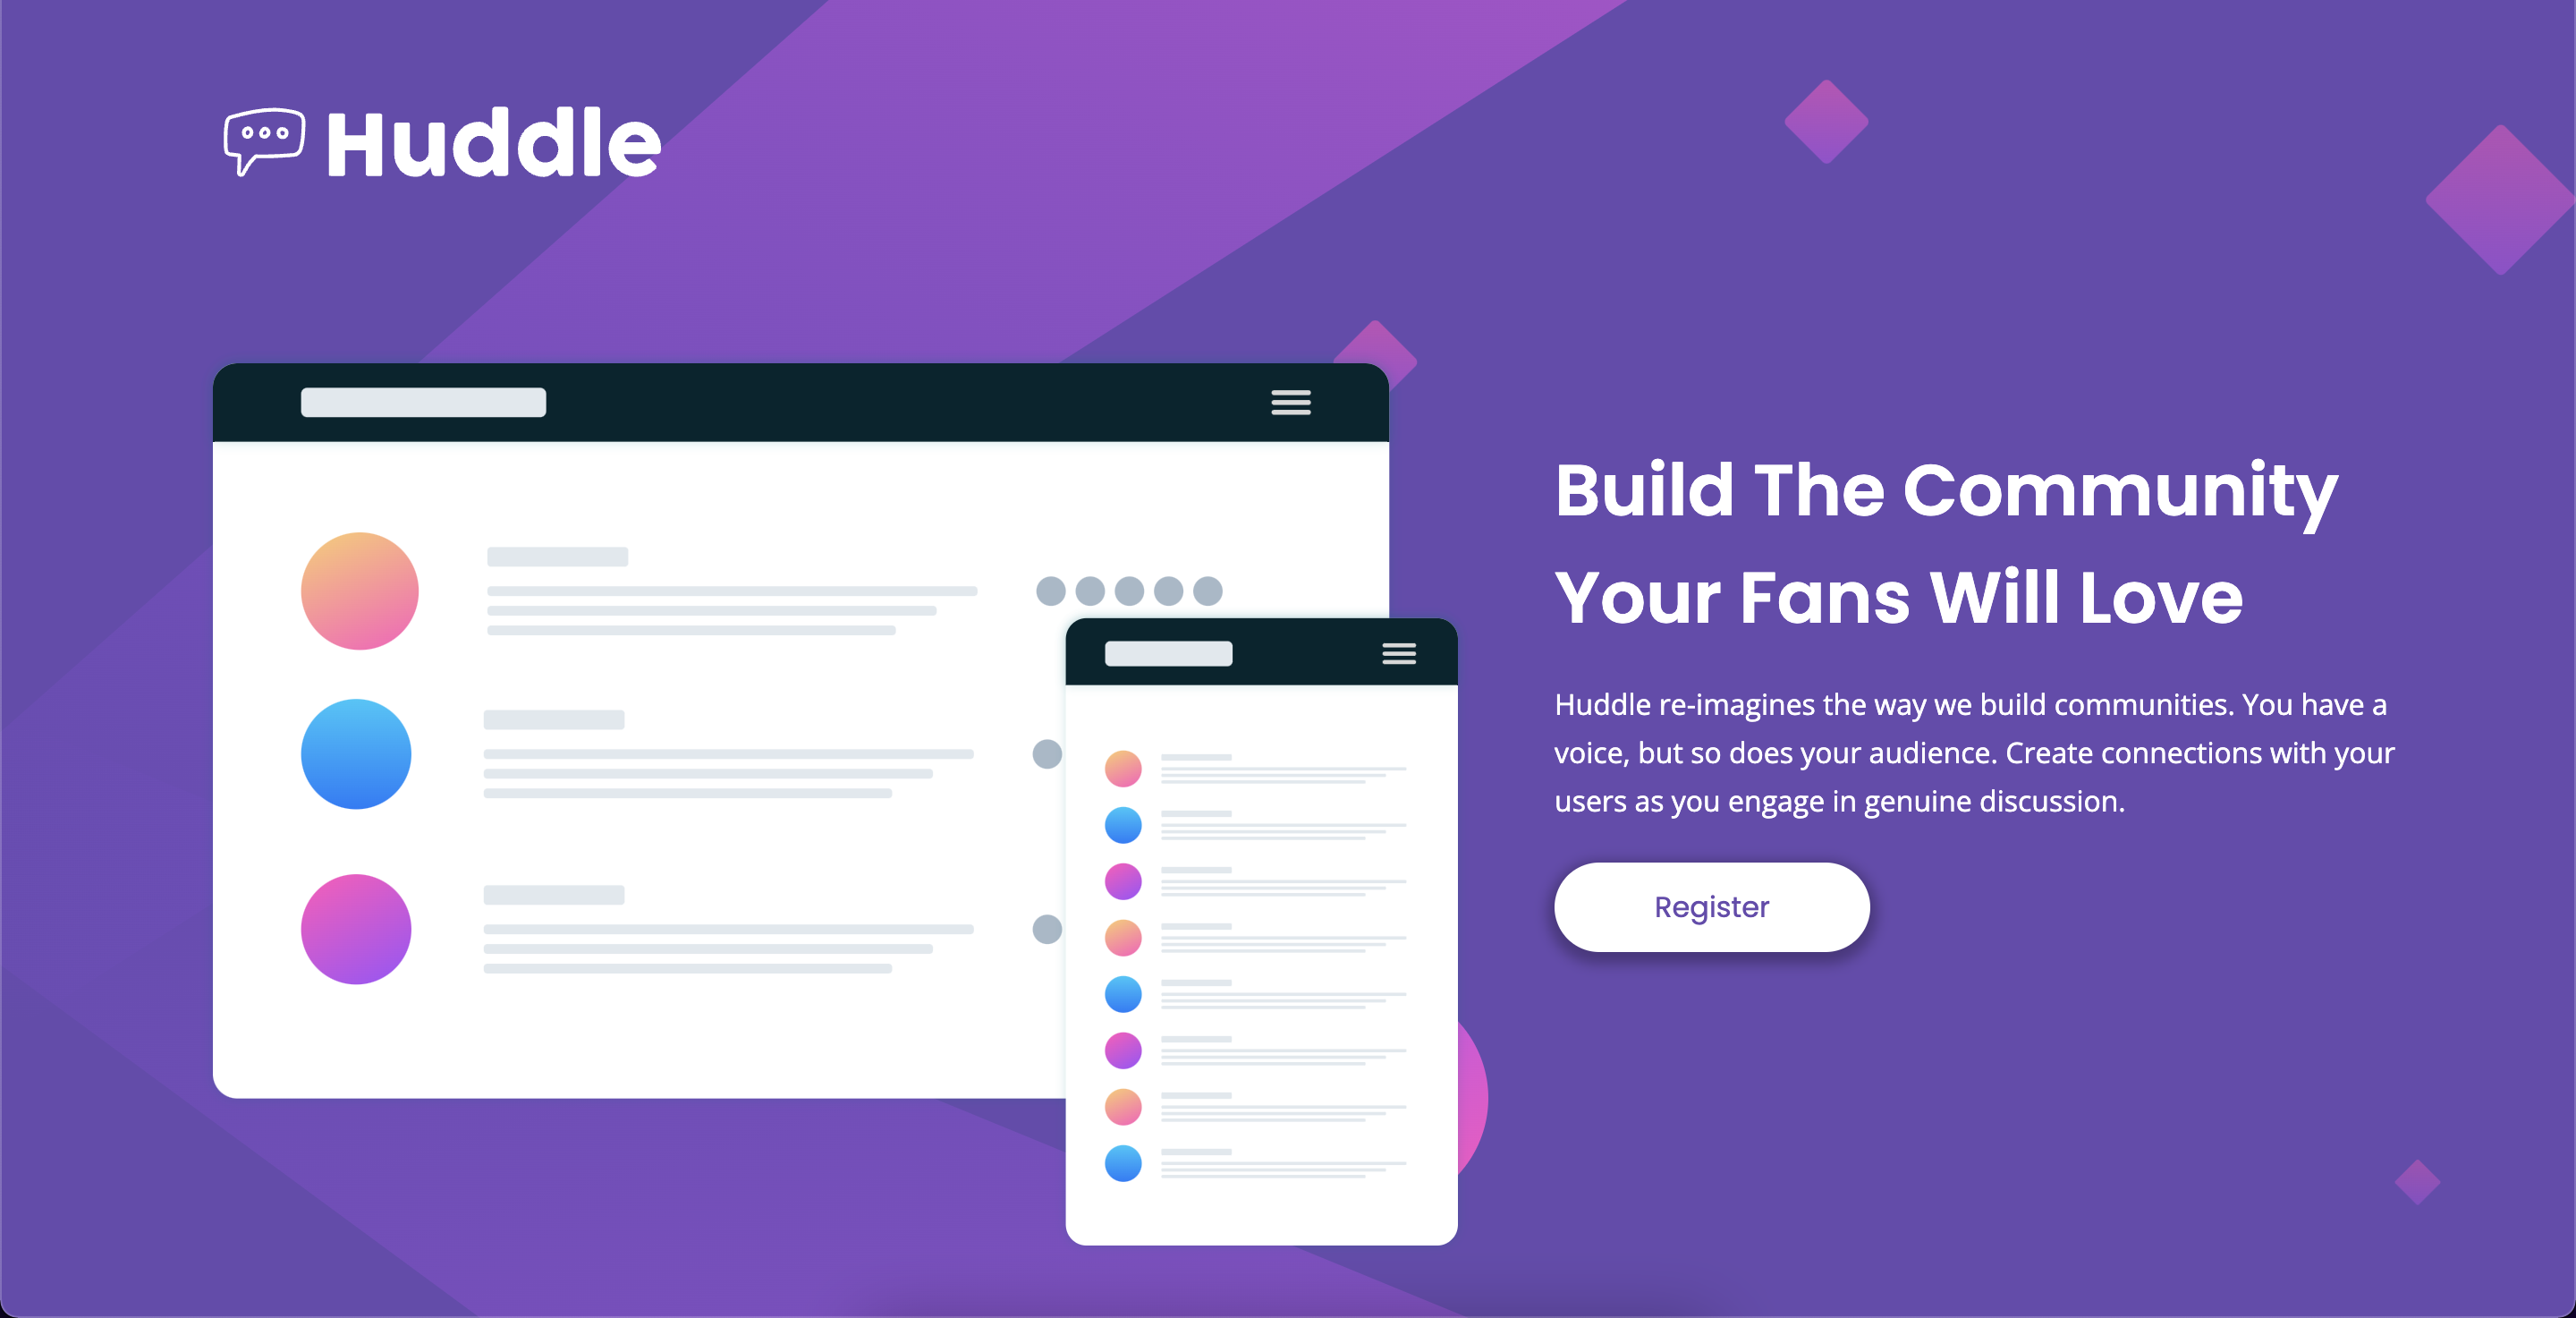 Huddle
Build The Community
Your Fans Will Love
Huddle re-imagines the way we build communities. You have a
voice, but so does your audience. Create connections with your
users as you engage in genuine discussion.
Register